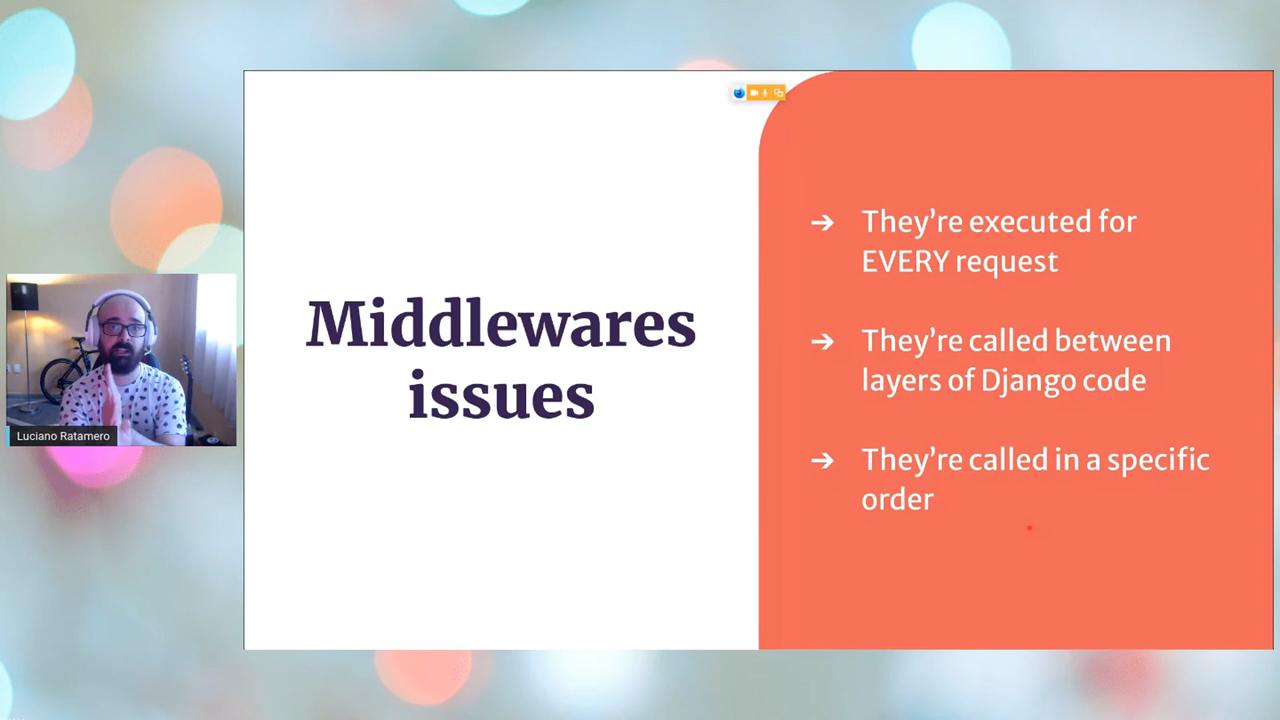 Middlewares
issues
➔ They’re executed for
EVERY request
➔ They’re called between
layers of Django code
➔ They’re called in a specific
order
Luciano Ratamero